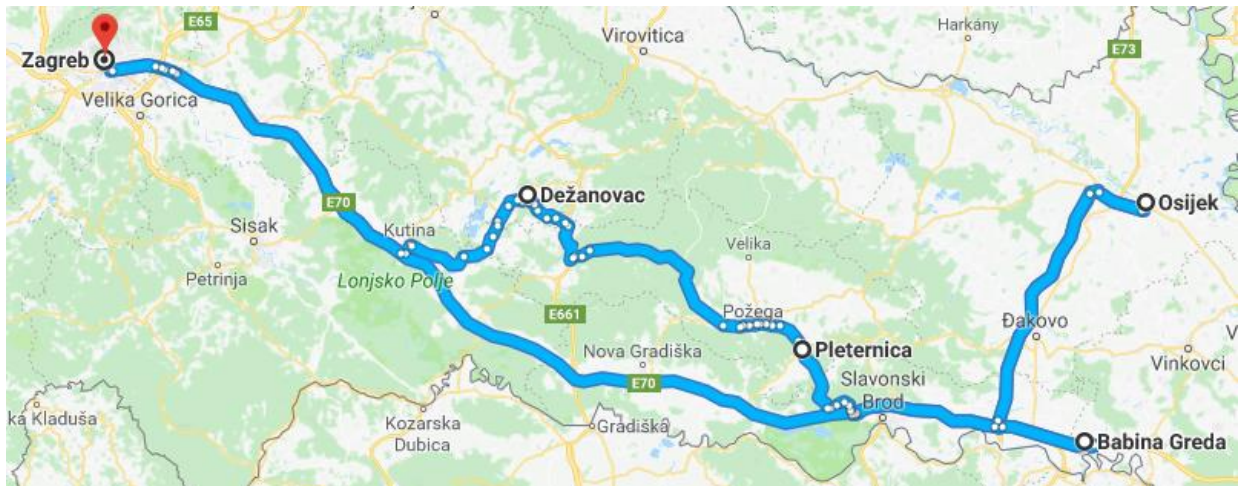 E65
Harkány
Virovitica
E73
Zagreb
Velika Gorica
Dežanovac
Osijek
E70
Sisak
Kutina
Velika
Petrinja
Lonjsko Polje
E661
Požega
Đakovo
Pleternica
Nova Gradiška
Vinkovci
E70
Slavonski
Brod
ka Kladuša
Kozarska
Dubica
Gradiška
Babina Greda